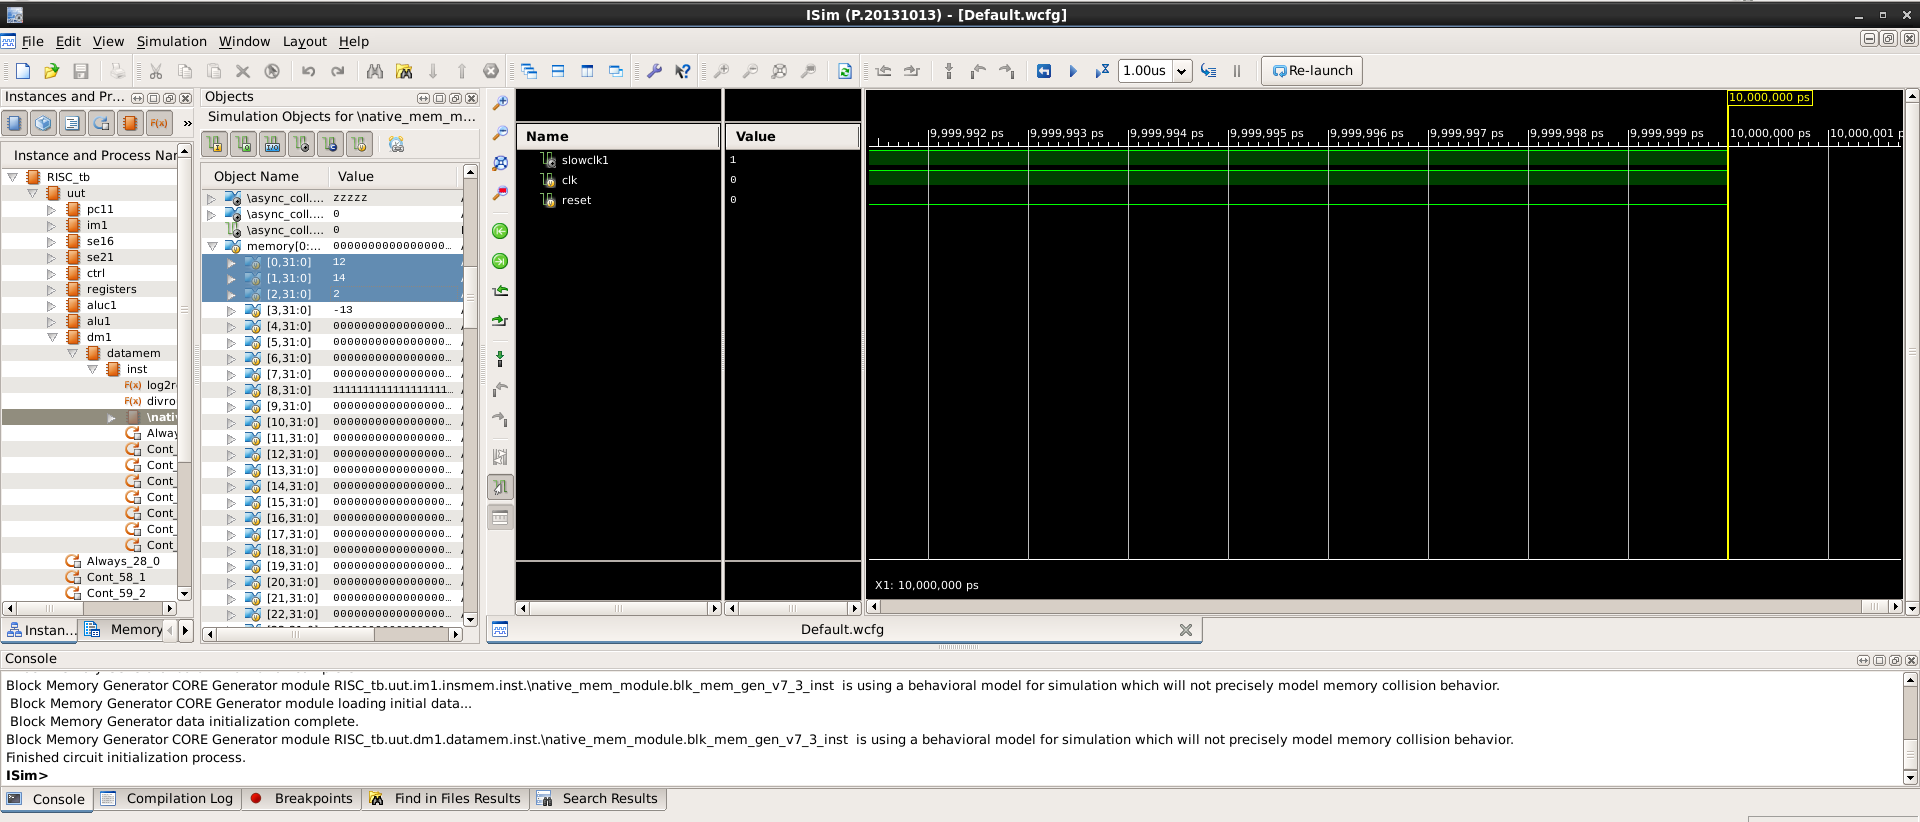 ISim (P.20131013) - [Default.wcfg]
File Edit View Simulation Window Layout Help
1.00us Re-launch
Instances and Pr...
Instance and Process Nar
RISC_tb
uut
pc11
im1
se16
se21
ctrl
registers
aluc1
alu1
dm1
datamem
inst
log2r
divro
\nati
Alway
Cont_
Cont_
Cont_
Cont_
Cont_
Cont_
Cont_
Always_28_0
Cont_58_1
Cont_59_2
Instan... Memory
Objects
Simulation Objects for \native_mem_m...
Object Name Value
\async_coll.... zzzzz
\async_coll.... 0
\async_coll.... 0
memory[0:... 0000000000000000...
[0,31:0] 12
[1,31:0] 14
[2,31:0] 2
[3,31:0] -13
[4,31:0] 0000000000000000...
[5,31:0] 0000000000000000...
[6,31:0] 0000000000000000...
[7,31:0] 0000000000000000...
[8,31:0] 1111111111111111...
[9,31:0] 0000000000000000...
[10,31:0] 0000000000000000...
[11,31:0] 0000000000000000...
[12,31:0] 0000000000000000...
[13,31:0] 0000000000000000...
[14,31:0] 0000000000000000...
[15,31:0] 0000000000000000...
[16,31:0] 0000000000000000...
[17,31:0] 0000000000000000...
[18,31:0] 0000000000000000...
[19,31:0] 0000000000000000...
[20,31:0] 0000000000000000...
[21,31:0] 0000000000000000...
[22,31:0] 0000000000000000...
Name Value
slowclk1 1
clk 0
reset 0
10,000,000 ps
9,999,992 ps 9,999,993 ps 9,999,994 ps 9,999,995 ps 9,999,996 ps 9,999,997 ps 9,999,998 ps 9,999,999 ps 10,000,000 ps 10,000,001 p
X1: 10,000,000 ps
Default.wcfg
Console
Block Memory Generator CORE Generator module RISC_tb.uut.im1.insmem.inst.\native_mem_module.blk_mem_gen_v7_3_inst is using a behavioral model for simulation which will not precisely model memory collision behavior.
Block Memory Generator CORE Generator module loading initial data...
Block Memory Generator data initialization complete.
Block Memory Generator CORE Generator module RISC_tb.uut.dm1.datamem.inst.\native_mem_module.blk_mem_gen_v7_3_inst is using a behavioral model for simulation which will not precisely model memory collision behavior.
Finished circuit initialization process.
ISim>
Console Compilation Log Breakpoints Find in Files Results Search Results